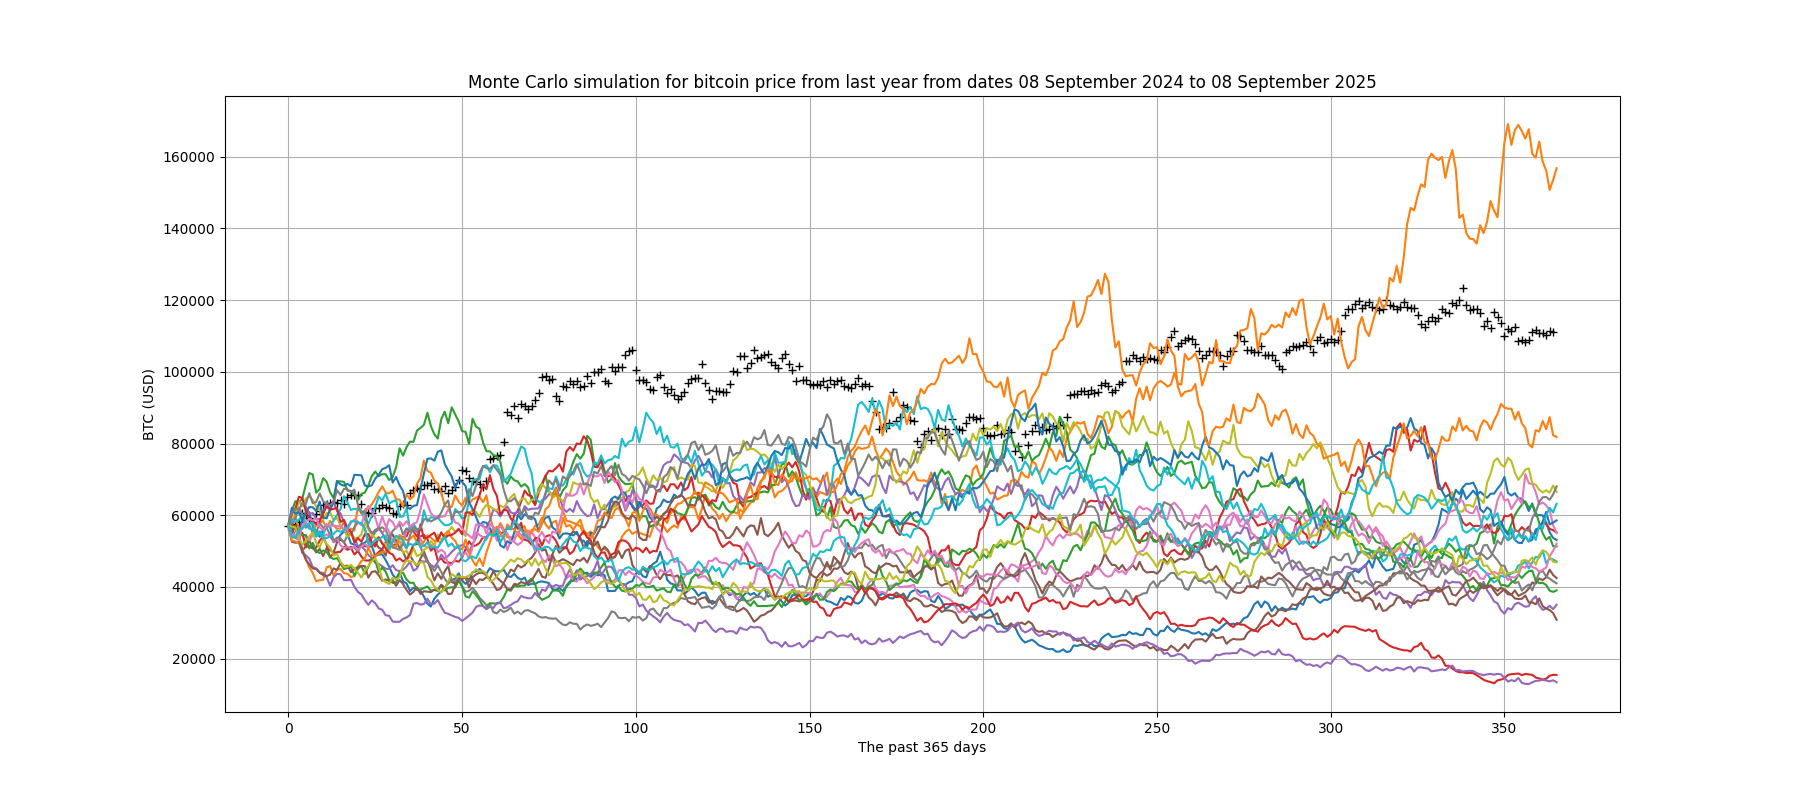 Monte Carlo simulation for bitcoin price from last year from dates 08 September 2024 to 08 September 2025
160000
140000
120000
100000
80000
60000
40000
20000
BTC (USD)
0 50 100 150 200 250 300 350
The past 365 days